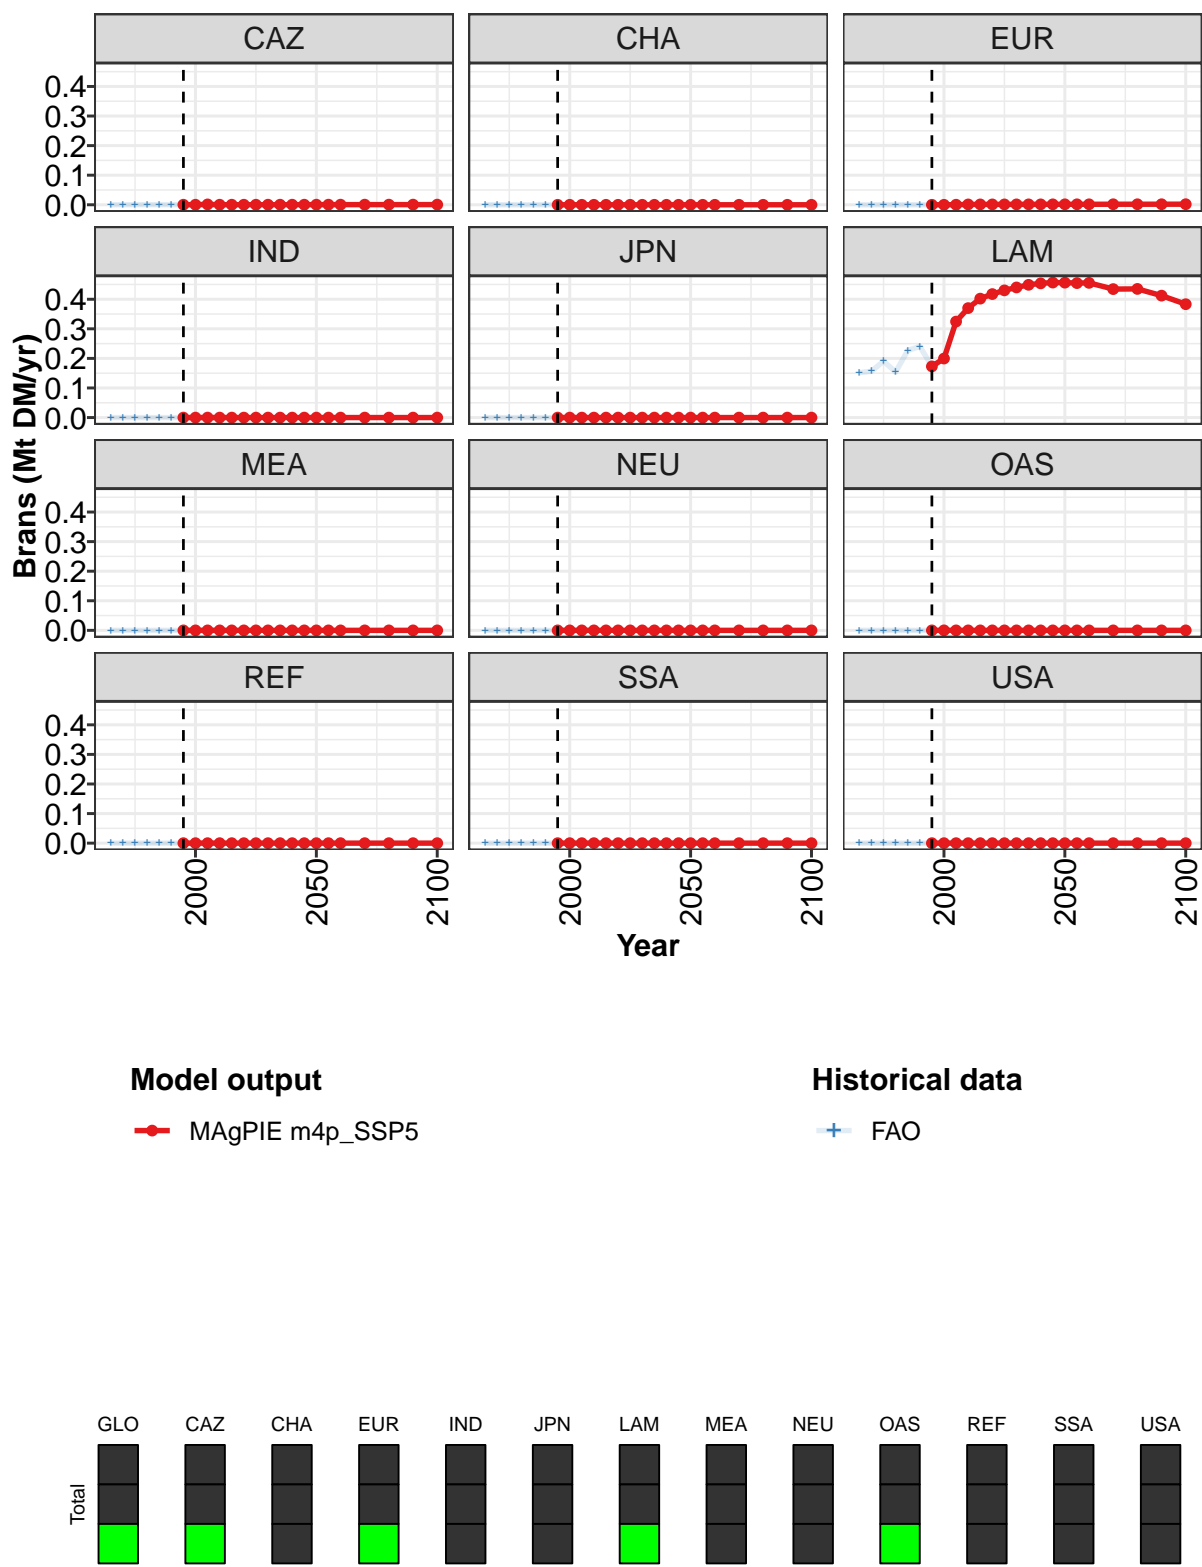 CAZ CHA EUR
0.4
0.3
0.2
0.1
0.0
IND JPN LAM
0.4
0.3
0.2
0.1
0.0
MEA NEU OAS
0.4
0.3
0.2
0.1
0.0
REF SSA USA
0.4
0.3
0.2
0.1
0.0
Brans (Mt DM/yr)
2000 2050 2100 2000 2050 2100 2000 2050 2100
Year
Model output Historical data
MAgPIE m4p_SSP5 FAO
GLO CAZ CHA EUR IND JPN LAM MEA NEU OAS REF SSA USA
Total